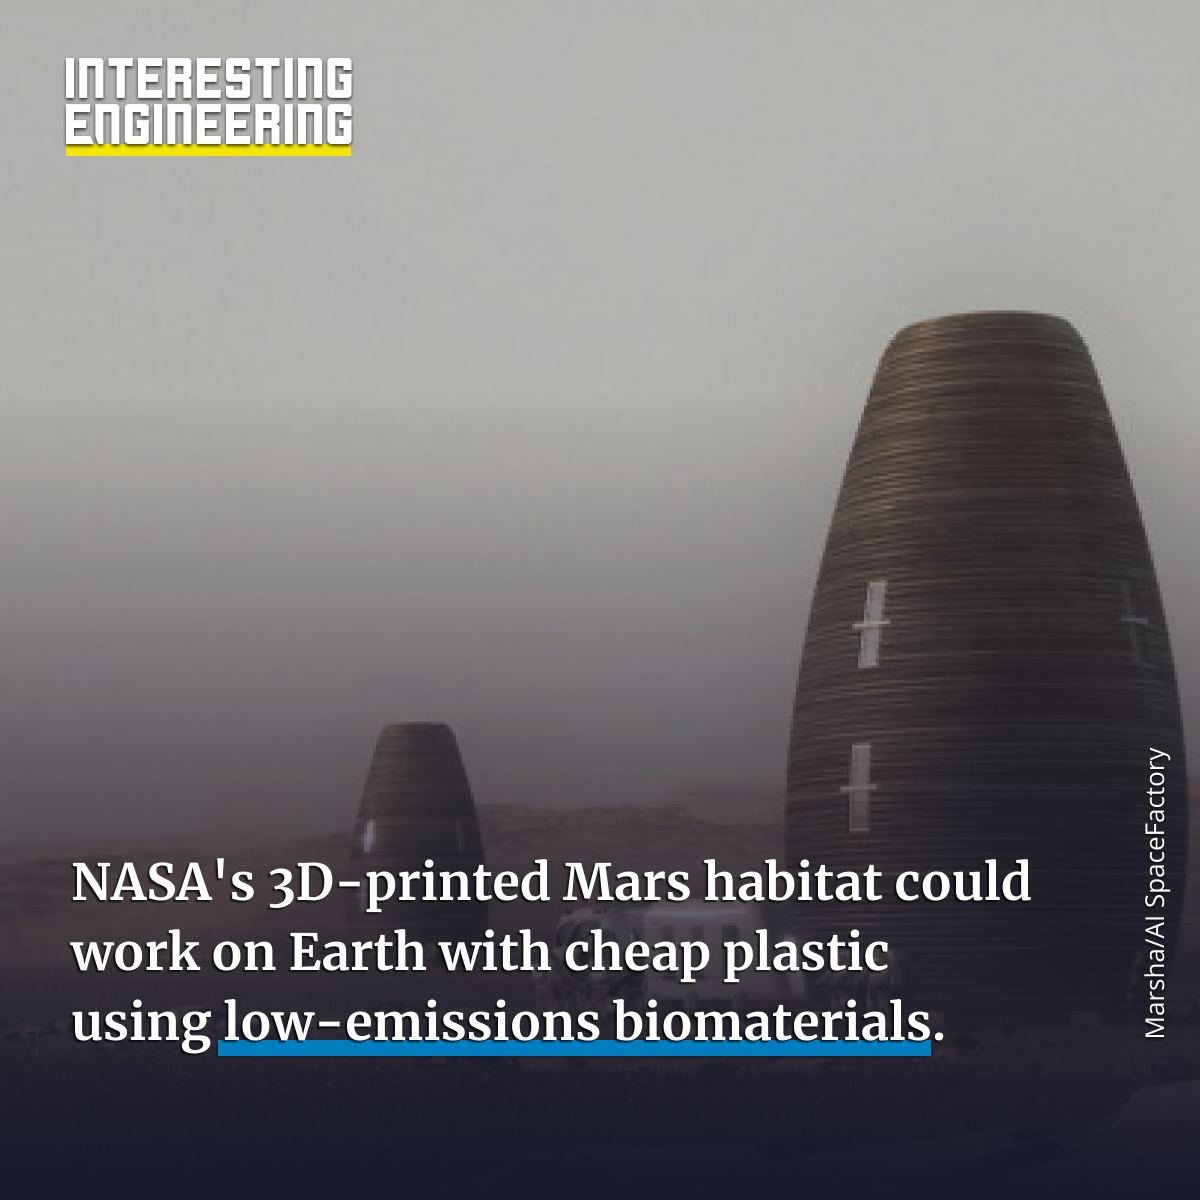 INTERESTING
ENGINEERING
NASA's 3D-printed Mars habitat could
work on Earth with cheap plastic
using low-emissions biomaterials.
Marsha/AI SpaceFactory